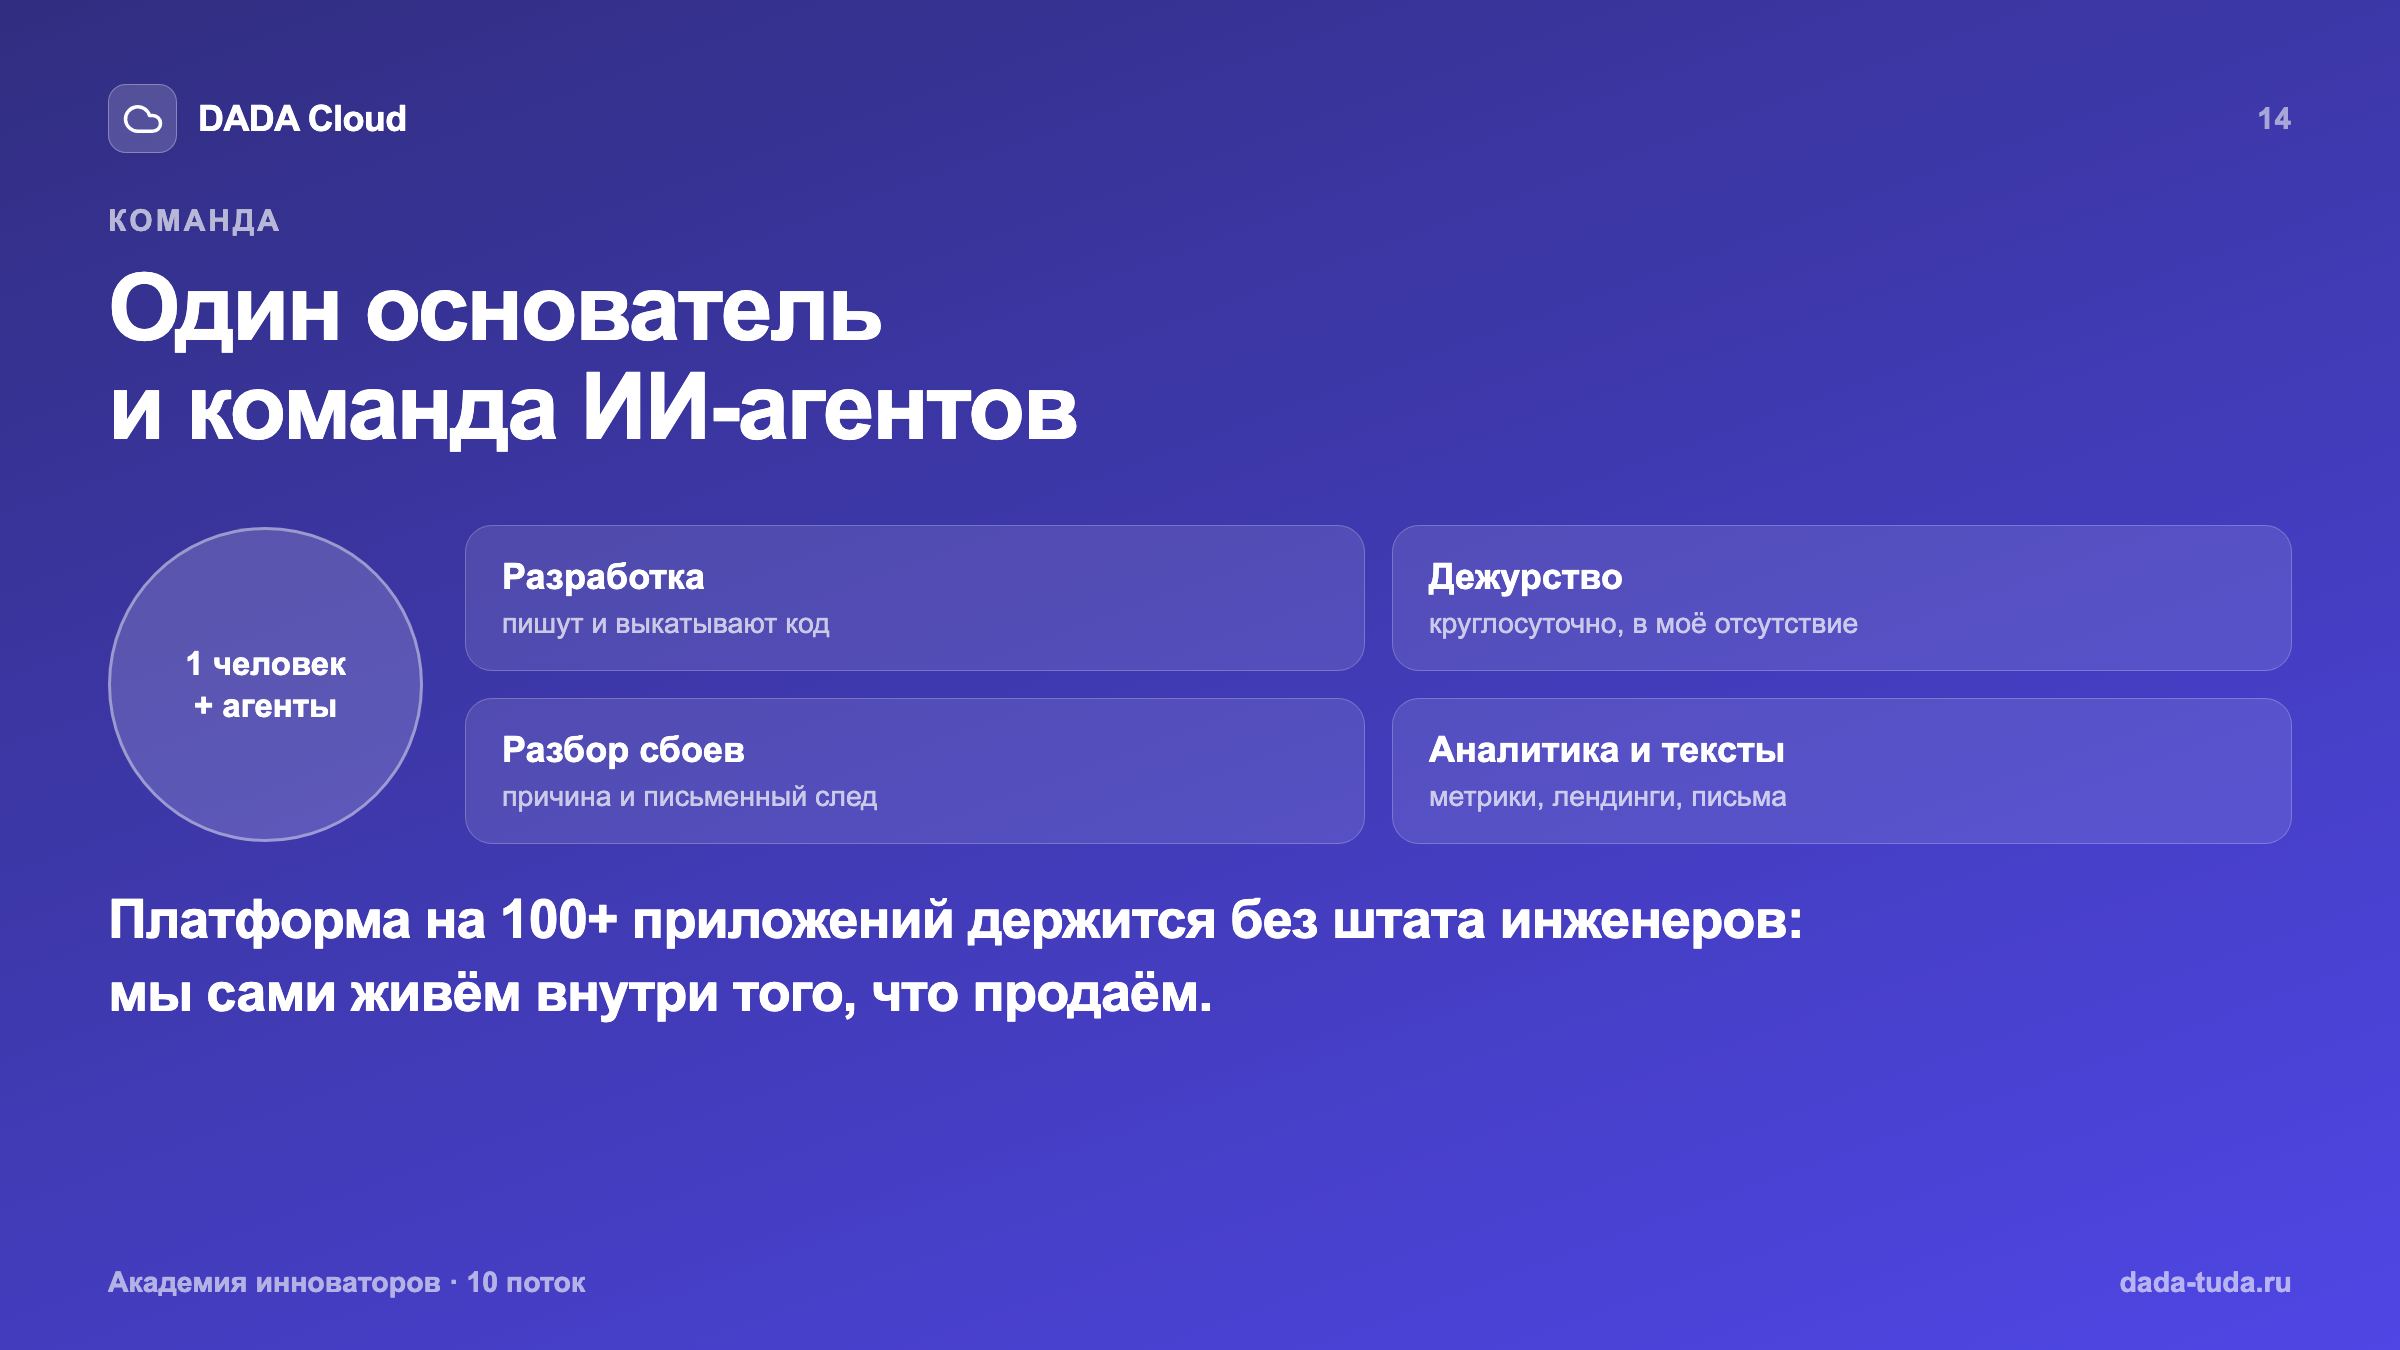 DADA Cloud
14
КОМАНДА
Один основатель
и команда ИИ-агентов
1 человек
+ агенты
Разработка
пишут и выкатывают код
Дежурство
круглосуточно, в моё отсутствие
Разбор сбоев
причина и письменный след
Аналитика и тексты
метрики, лендинги, письма
Платформа на 100+ приложений держится без штата инженеров:
мы сами живём внутри того, что продаём.
Академия инноваторов · 10 поток
dada-tuda.ru